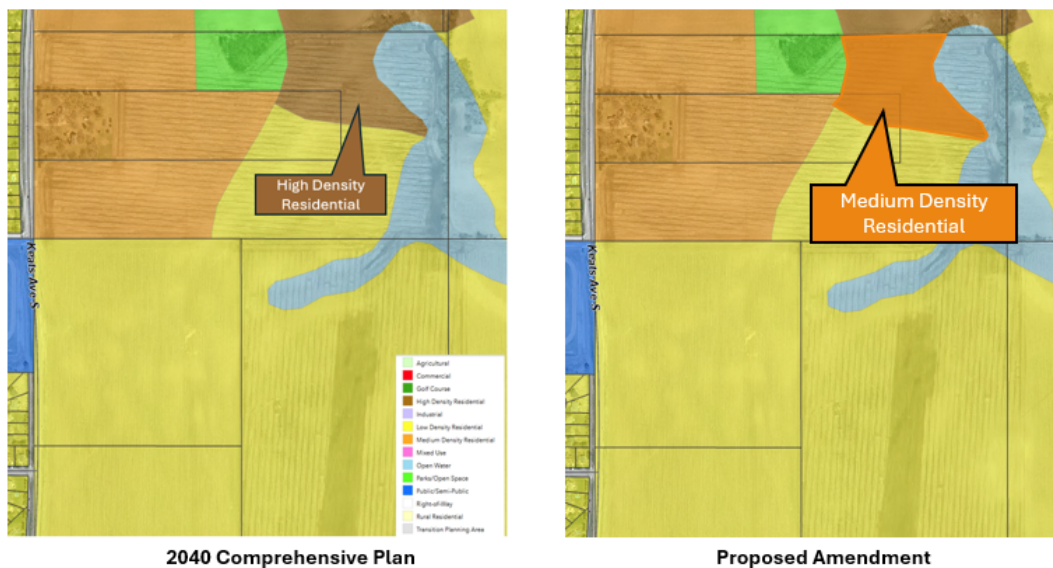 High Density
Residential
Keats Ave S
Agricultural
Commercial
Golf Course
High Density Residential
Industrial
Low Density Residential
Medium Density Residential
Mixed Use
Open Water
Parks/Open Space
Public/Semi-Public
Right-of-Way
Rural Residential
Transition Planning Area
2040 Comprehensive Plan
Medium Density
Residential
Keats Ave S
Proposed Amendment